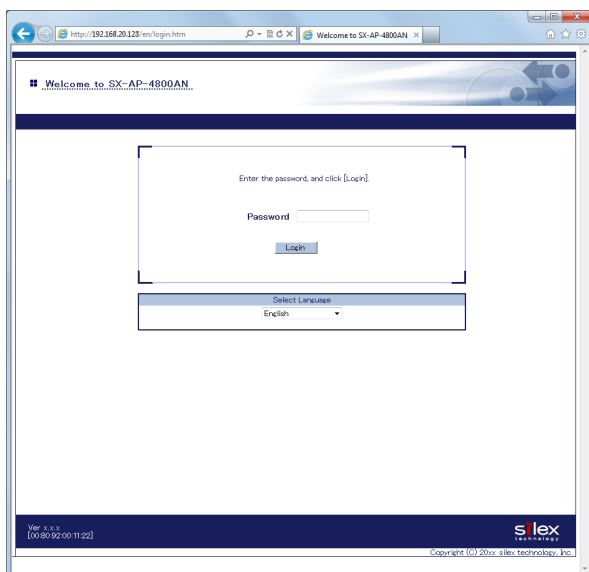 http://192.168.20.123/en/login.htm
Welcome to SX-AP-4800AN
Welcome to SX-AP-4800AN
Enter the password, and click [Login].
Password
Login
Select Language
English
Ver x.x.x
[00:80:92:00:11:22]
silex
technology
Copyright (C) 20xx silex technology, Inc.